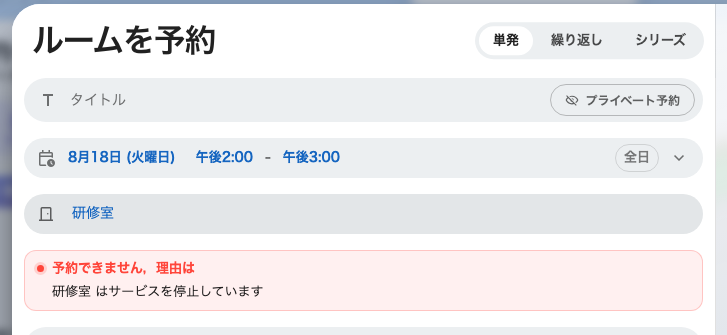 ルームを予約
単発 繰り返し シリーズ
タイトル プライベート予約
8月18日 (火曜日) 午後2:00 - 午後3:00 全日
研修室
予約できません，理由は
研修室 はサービスを停止しています